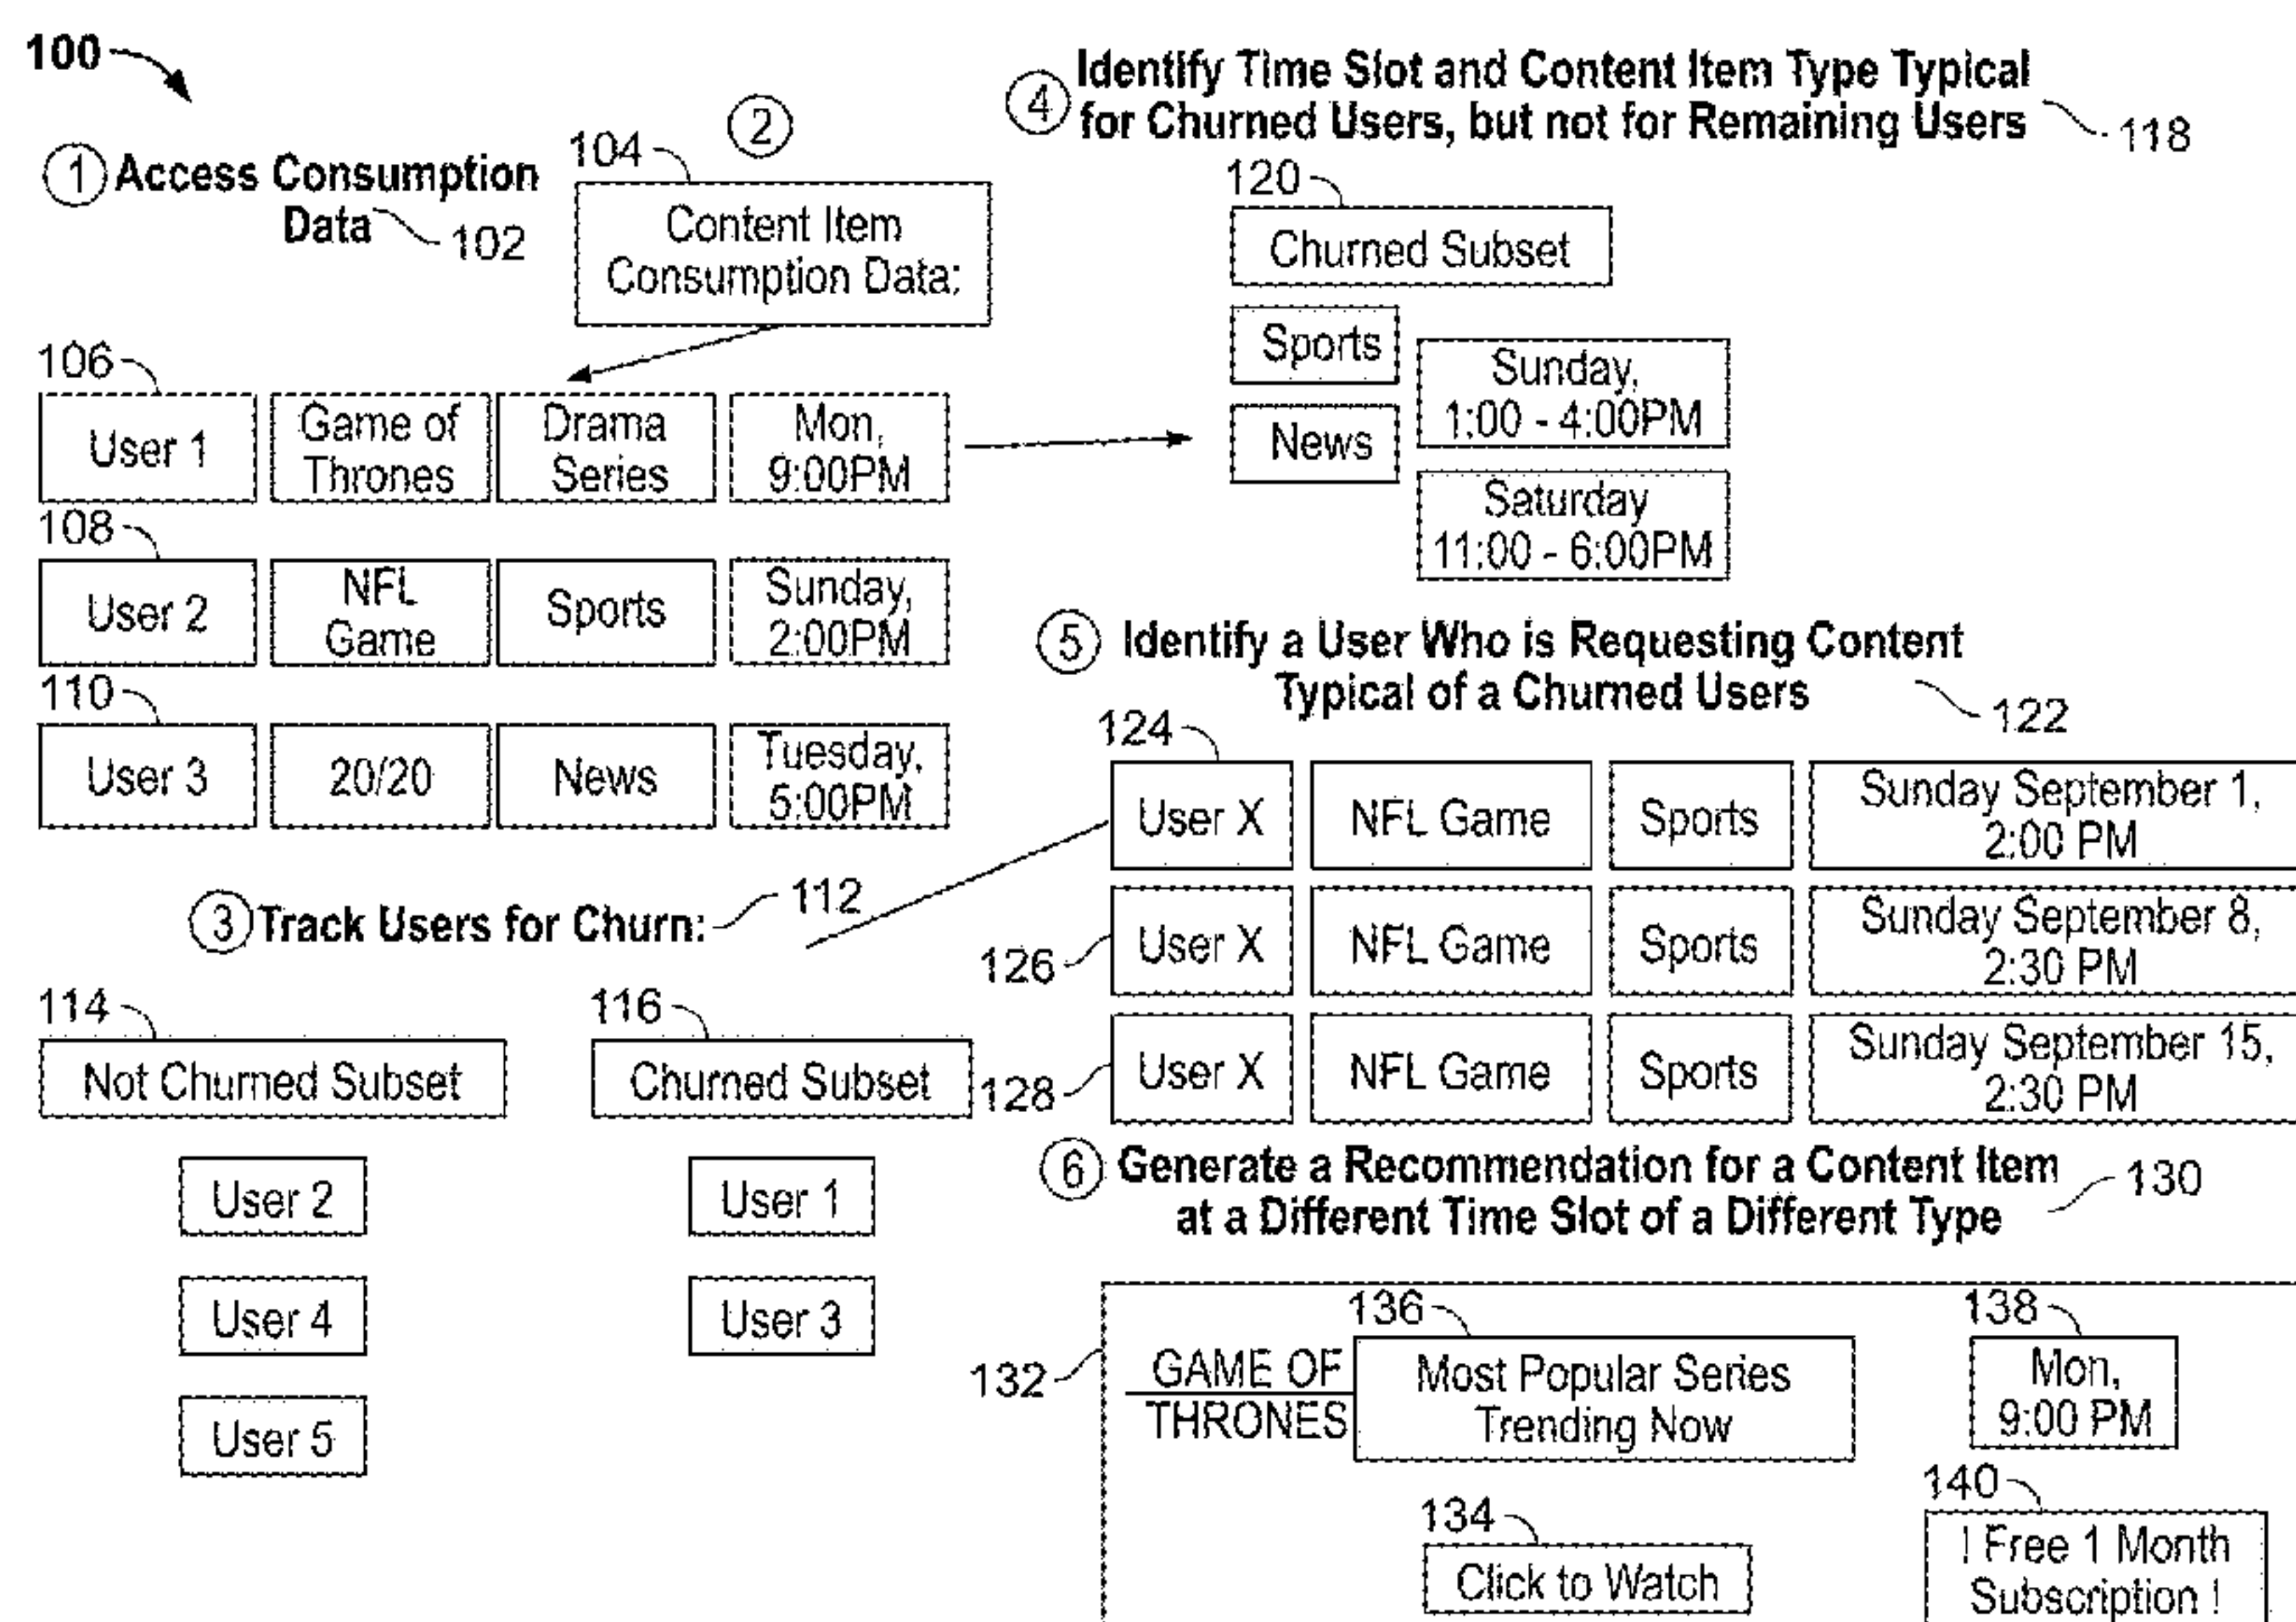 100
1 Access Consumption
Data 102
2
104
Content Item
Consumption Data:
106
User 1
Game of
Thrones
Drama
Series
Mon,
9:00PM
108
User 2
NFL
Game
Sports
Sunday,
2:00PM
110
User 3
20/20
News
Tuesday,
5:00PM
3 Track Users for Churn: 112
114
Not Churned Subset
User 2
User 4
User 5
116
Churned Subset
User 1
User 3
4 Identify Time Slot and Content Item Type Typical
for Churned Users, but not for Remaining Users 118
120
Churned Subset
Sports
News
Sunday,
1:00 - 4:00PM
Saturday
11:00 - 6:00PM
5 Identify a User Who is Requesting Content
Typical of a Churned Users 122
124
User X
NFL Game
Sports
Sunday September 1,
2:00 PM
126
User X
NFL Game
Sports
Sunday September 8,
2:30 PM
128
User X
NFL Game
Sports
Sunday September 15,
2:30 PM
6 Generate a Recommendation for a Content Item
at a Different Time Slot of a Different Type 130
132
GAME OF
THRONES
136
Most Popular Series
Trending Now
138
Mon,
9:00 PM
134
Click to Watch
140
! Free 1 Month
Subscription !